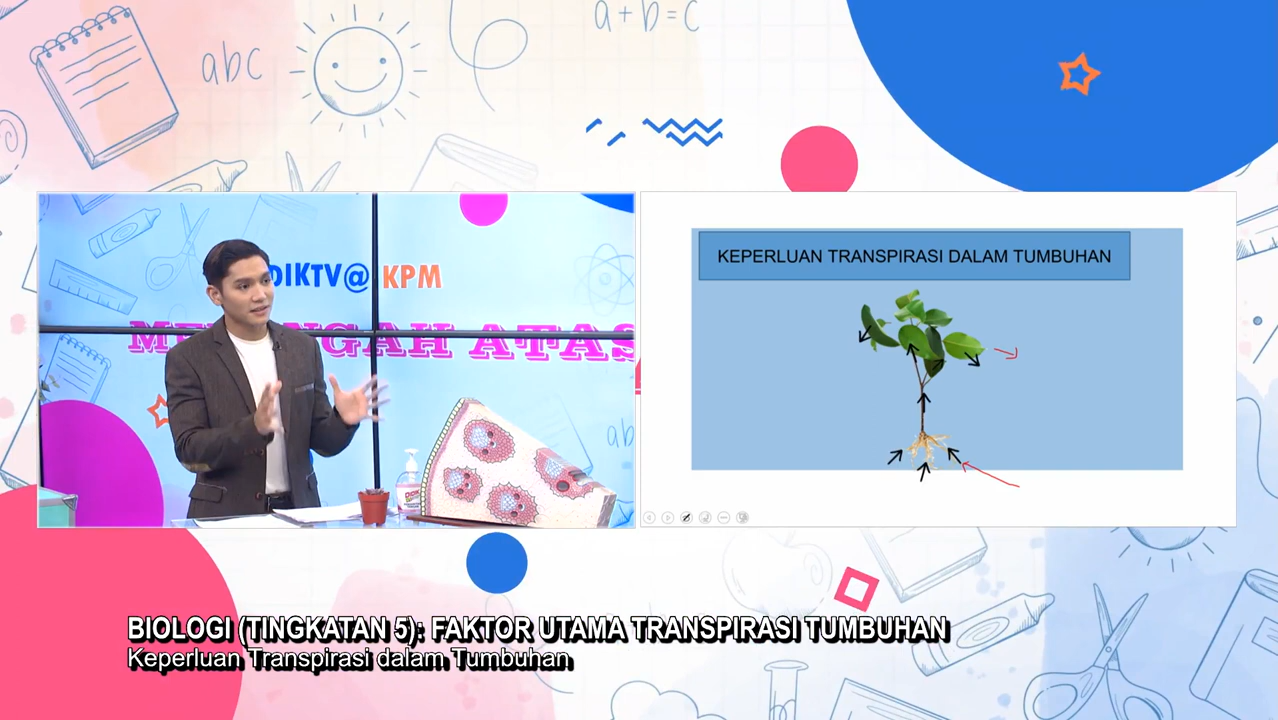 a+b=c
abc
DIKTV@ KPM
MENENGAH ATAS
ab
KEPERLUAN TRANSPIRASI DALAM TUMBUHAN
BIOLOGI (TINGKATAN 5): FAKTOR UTAMA TRANSPIRASI TUMBUHAN
Keperluan Transpirasi dalam Tumbuhan